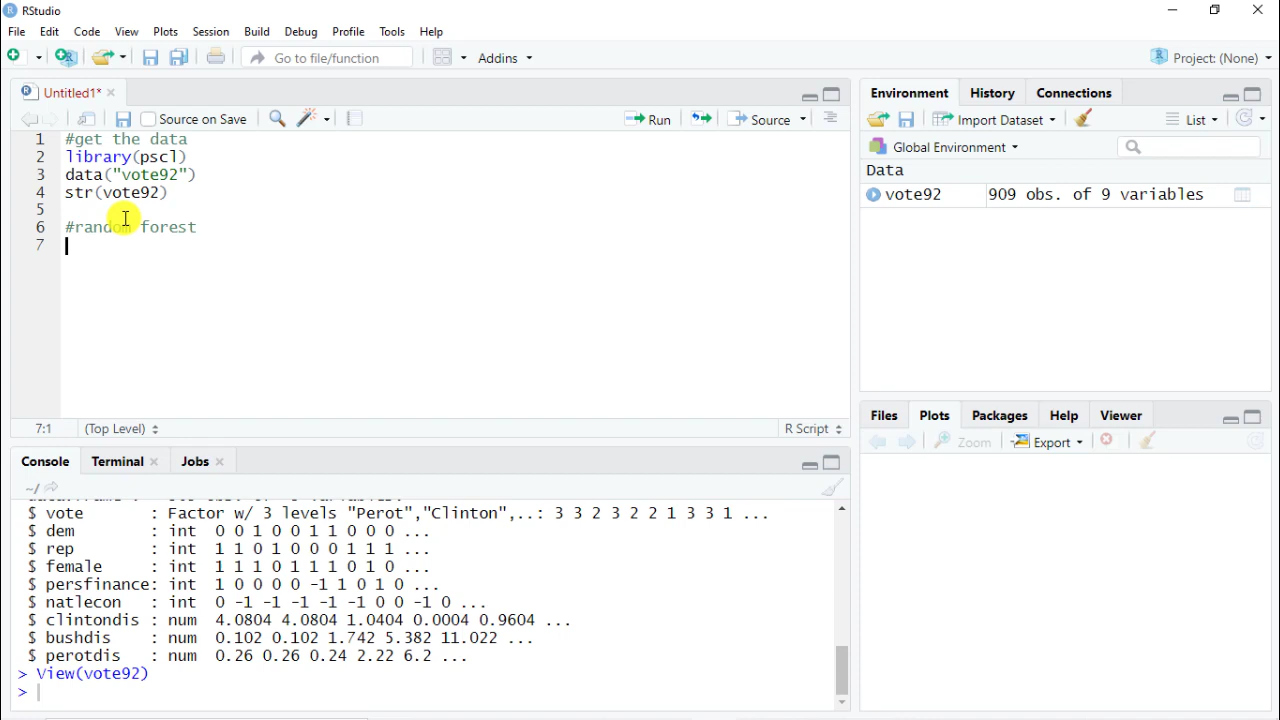 RStudio
File Edit Code View Plots Session Build Debug Profile Tools Help
Go to file/function Addins Project: (None)
Untitled1*
Source on Save Run Source
1 #get the data
2 library(pscl)
3 data("vote92")
4 str(vote92)
5
6 #random forest
7
7:1 (Top Level) R Script
Console Terminal Jobs
~/
$ vote : Factor w/ 3 levels "Perot","Clinton",..: 3 3 2 3 2 2 1 3 3 1 ...
$ dem : int 0 0 1 0 0 1 1 0 0 0 ...
$ rep : int 1 1 0 1 0 0 0 1 1 1 ...
$ female : int 1 1 1 0 1 1 1 0 1 0 ...
$ persfinance: int 1 0 0 0 0 -1 1 0 1 0 ...
$ natlecon : int 0 -1 -1 -1 -1 -1 0 0 -1 0 ...
$ clintondis : num 4.0804 4.0804 1.0404 0.0004 0.9604 ...
$ bushdis : num 0.102 0.102 1.742 5.382 11.022 ...
$ perotdis : num 0.26 0.26 0.24 2.22 6.2 ...
> View(vote92)
>
Environment History Connections
Import Dataset List
Global Environment
Data
vote92 909 obs. of 9 variables
Files Plots Packages Help Viewer
Zoom Export